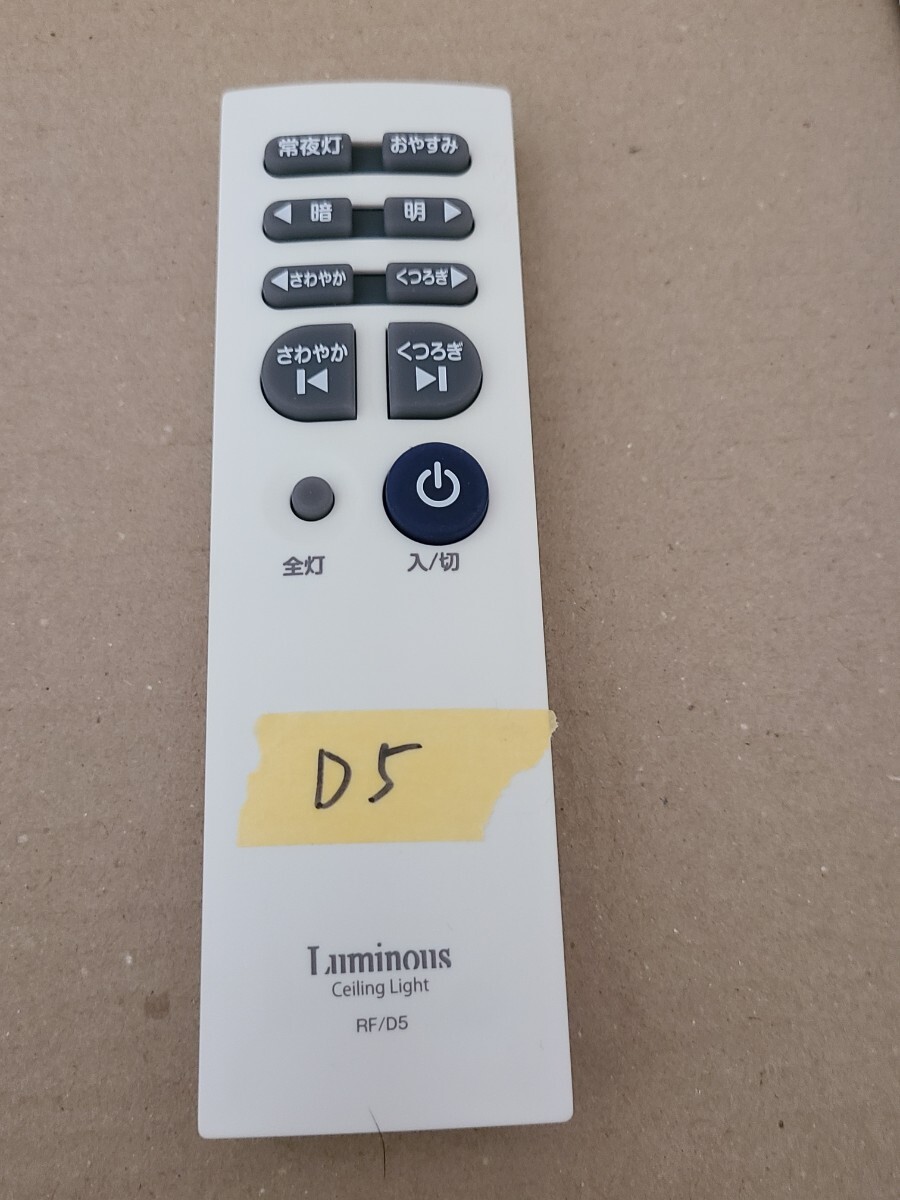 常夜灯 おやすみ
◀ 暗 明 ▶
◀さわやか くつろぎ▶
さわやか くつろぎ
全灯 入/切
D5
Luminous
Ceiling Light
RF/D5